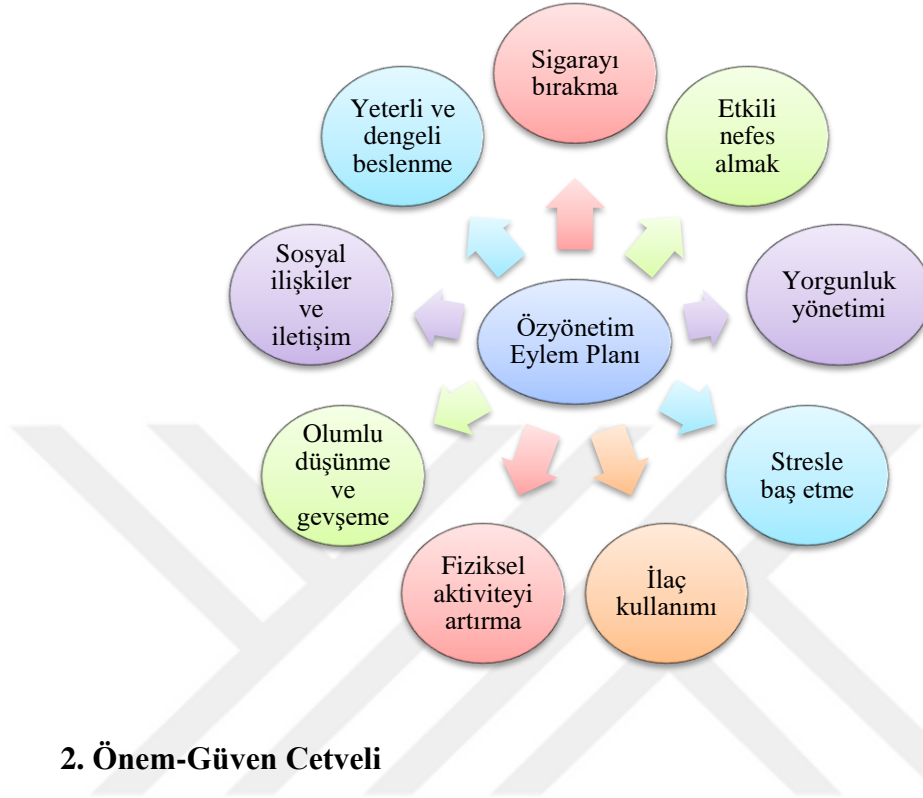 Sigarayı
bırakma
Etkili
nefes
almak
Yorgunluk
yönetimi
Stresle
baş etme
İlaç
kullanımı
Fiziksel
aktiviteyi
artırma
Olumlu
düşünme
ve
gevşeme
Sosyal
ilişkiler
ve
iletişim
Yeterli ve
dengeli
beslenme
Özyönetim
Eylem Planı
2. Önem-Güven Cetveli